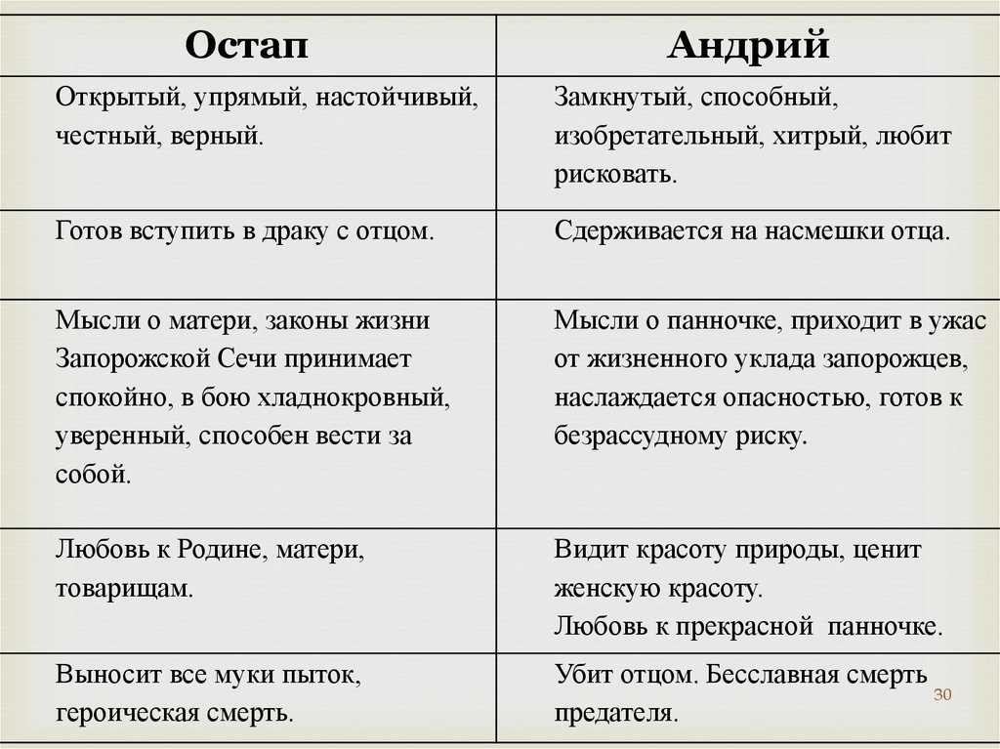 Остап
Андрий
Открытый, упрямый, настойчивый,
честный, верный.
Замкнутый, способный,
изобретательный, хитрый, любит
рисковать.
Готов вступить в драку с отцом.
Сдерживается на насмешки отца.
Мысли о матери, законы жизни
Запорожской Сечи принимает
спокойно, в бою хладнокровный,
уверенный, способен вести за
собой.
Мысли о панночке, приходит в ужас
от жизненного уклада запорожцев,
наслаждается опасностью, готов к
безрассудному риску.
Любовь к Родине, матери,
товарищам.
Видит красоту природы, ценит
женскую красоту.
Любовь к прекрасной  панночке.
Выносит все муки пыток,
героическая смерть.
Убит отцом. Бесславная смерть
предателя.
30